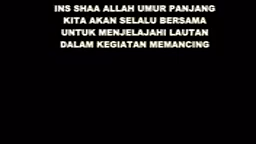 INS SHAA ALLAH UMUR PANJANG
KITA AKAN SELALU BERSAMA
UNTUK MENJELAJAHI LAUTAN
DALAM KEGIATAN MEMANCING